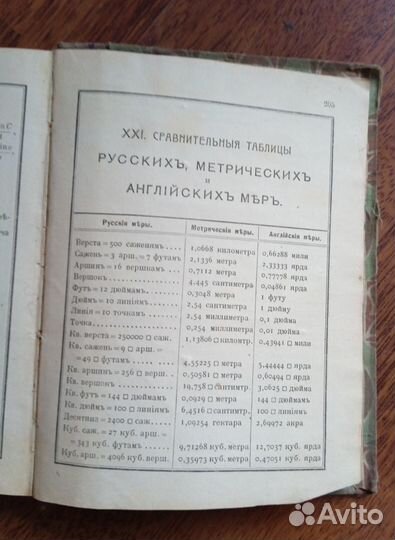 205
XXI. СРАВНИТЕЛЬНЫЯ ТАБЛИЦЫ
РУССКИХЪ, МЕТРИЧЕСКИХЪ
и
АНГЛІЙСКИХЪ МѢРЪ.
Русскія мѣры. Метрическія мѣры. Англійскія мѣры.
Верста = 500 саженямъ 1,0668 километра 0,66288 мили
Сажень = 3 арш. = 7 футамъ 2,1336 метра 2,33333 ярда
Аршинъ = 16 вершкамъ 0,7112 метра 0,77778 ярда
Вершокъ 4,445 сантиметра 0,04861 ярда
Футъ = 12 дюймамъ 0,3048 метра 1 футу
Дюймъ = 10 линіямъ 2,54 сантиметра 1 дюйму
Линія = 10 точкамъ 2,54 миллиметра 0,1 дюйма
Точка 0,254 миллиметра 0,01 дюйма
Кв. верста = 250000 □ саж. 1,13806 □ километр. 0,43941 □ мили
Кв. сажень = 9 □ арш. =
= 49 □ футамъ 4,55225 □ метра 5,44444 □ ярда
Кв. аршинъ = 256 □ верш. 0,50581 □ метра 0,60494 □ ярда
Кв. вершокъ 19,758 □ сантимтр. 3,0625 □ дюйма
Кв. футъ = 144 □ дюймамъ 0,0929 □ метра 144 □ дюймамъ
Кв. дюймъ = 100 □ линіямъ 6,4516 □ сантимтр. 100 □ линіямъ
Десятина = 2400 □ саж. 1,09254 гектара 2,69972 акра
Куб. саж. = 27 куб. арш. =
= 343 куб. футамъ 9,71268 куб. метра 12,7037 куб. ярда
Куб. арш. = 4096 куб. верш. 0,35973 куб. метра 0,47051 куб. ярда
Avito